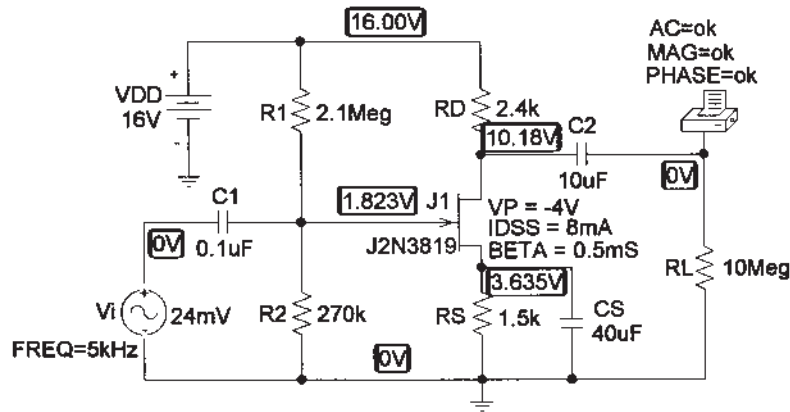 16.00V
AC=ok
MAG=ok
PHASE=ok
+
VDD
16V
-
R1
2.1Meg
RD
2.4k
10.18V
C2
10uF
0V
C1
0.1uF
0V
1.823V
J1
J2N3819
VP = -4V
IDSS = 8mA
BETA = 0.5mS
3.635V
RL
10Meg
+
Vi
-
24mV
FREQ=5kHz
R2
270k
RS
1.5k
CS
40uF
0V